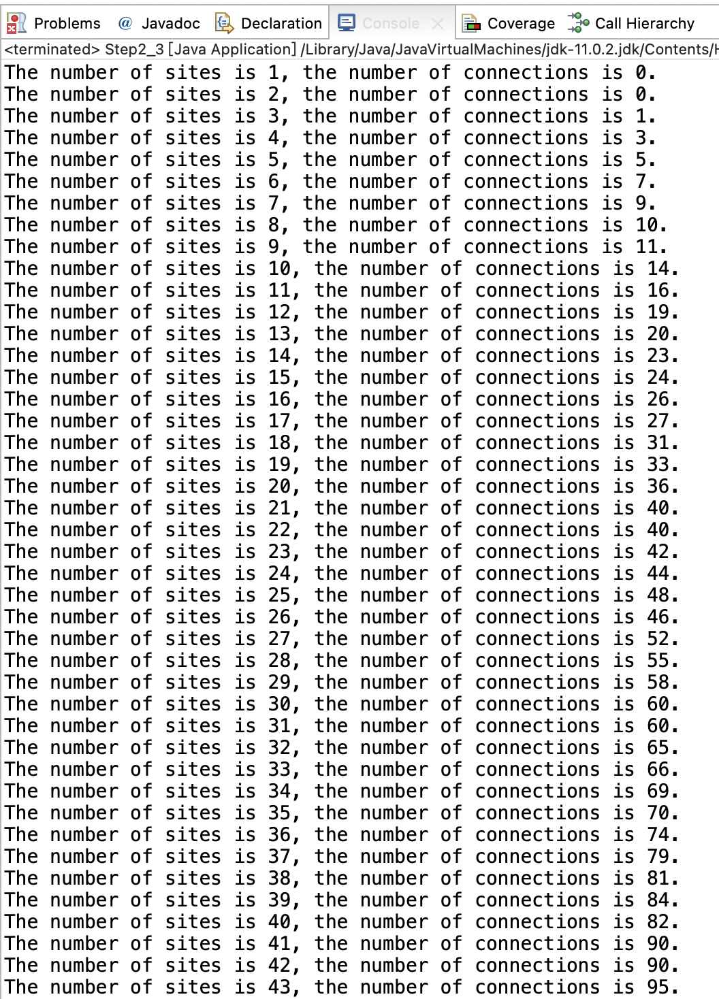 Problems @ Javadoc Declaration Console Coverage Call Hierarchy
<terminated> Step2_3 [Java Application] /Library/Java/JavaVirtualMachines/jdk-11.0.2.jdk/Contents/H
The number of sites is 1, the number of connections is 0.
The number of sites is 2, the number of connections is 0.
The number of sites is 3, the number of connections is 1.
The number of sites is 4, the number of connections is 3.
The number of sites is 5, the number of connections is 5.
The number of sites is 6, the number of connections is 7.
The number of sites is 7, the number of connections is 9.
The number of sites is 8, the number of connections is 10.
The number of sites is 9, the number of connections is 11.
The number of sites is 10, the number of connections is 14.
The number of sites is 11, the number of connections is 16.
The number of sites is 12, the number of connections is 19.
The number of sites is 13, the number of connections is 20.
The number of sites is 14, the number of connections is 23.
The number of sites is 15, the number of connections is 24.
The number of sites is 16, the number of connections is 26.
The number of sites is 17, the number of connections is 27.
The number of sites is 18, the number of connections is 31.
The number of sites is 19, the number of connections is 33.
The number of sites is 20, the number of connections is 36.
The number of sites is 21, the number of connections is 40.
The number of sites is 22, the number of connections is 40.
The number of sites is 23, the number of connections is 42.
The number of sites is 24, the number of connections is 44.
The number of sites is 25, the number of connections is 48.
The number of sites is 26, the number of connections is 46.
The number of sites is 27, the number of connections is 52.
The number of sites is 28, the number of connections is 55.
The number of sites is 29, the number of connections is 58.
The number of sites is 30, the number of connections is 60.
The number of sites is 31, the number of connections is 60.
The number of sites is 32, the number of connections is 65.
The number of sites is 33, the number of connections is 66.
The number of sites is 34, the number of connections is 69.
The number of sites is 35, the number of connections is 70.
The number of sites is 36, the number of connections is 74.
The number of sites is 37, the number of connections is 79.
The number of sites is 38, the number of connections is 81.
The number of sites is 39, the number of connections is 84.
The number of sites is 40, the number of connections is 82.
The number of sites is 41, the number of connections is 90.
The number of sites is 42, the number of connections is 90.
The number of sites is 43, the number of connections is 95.